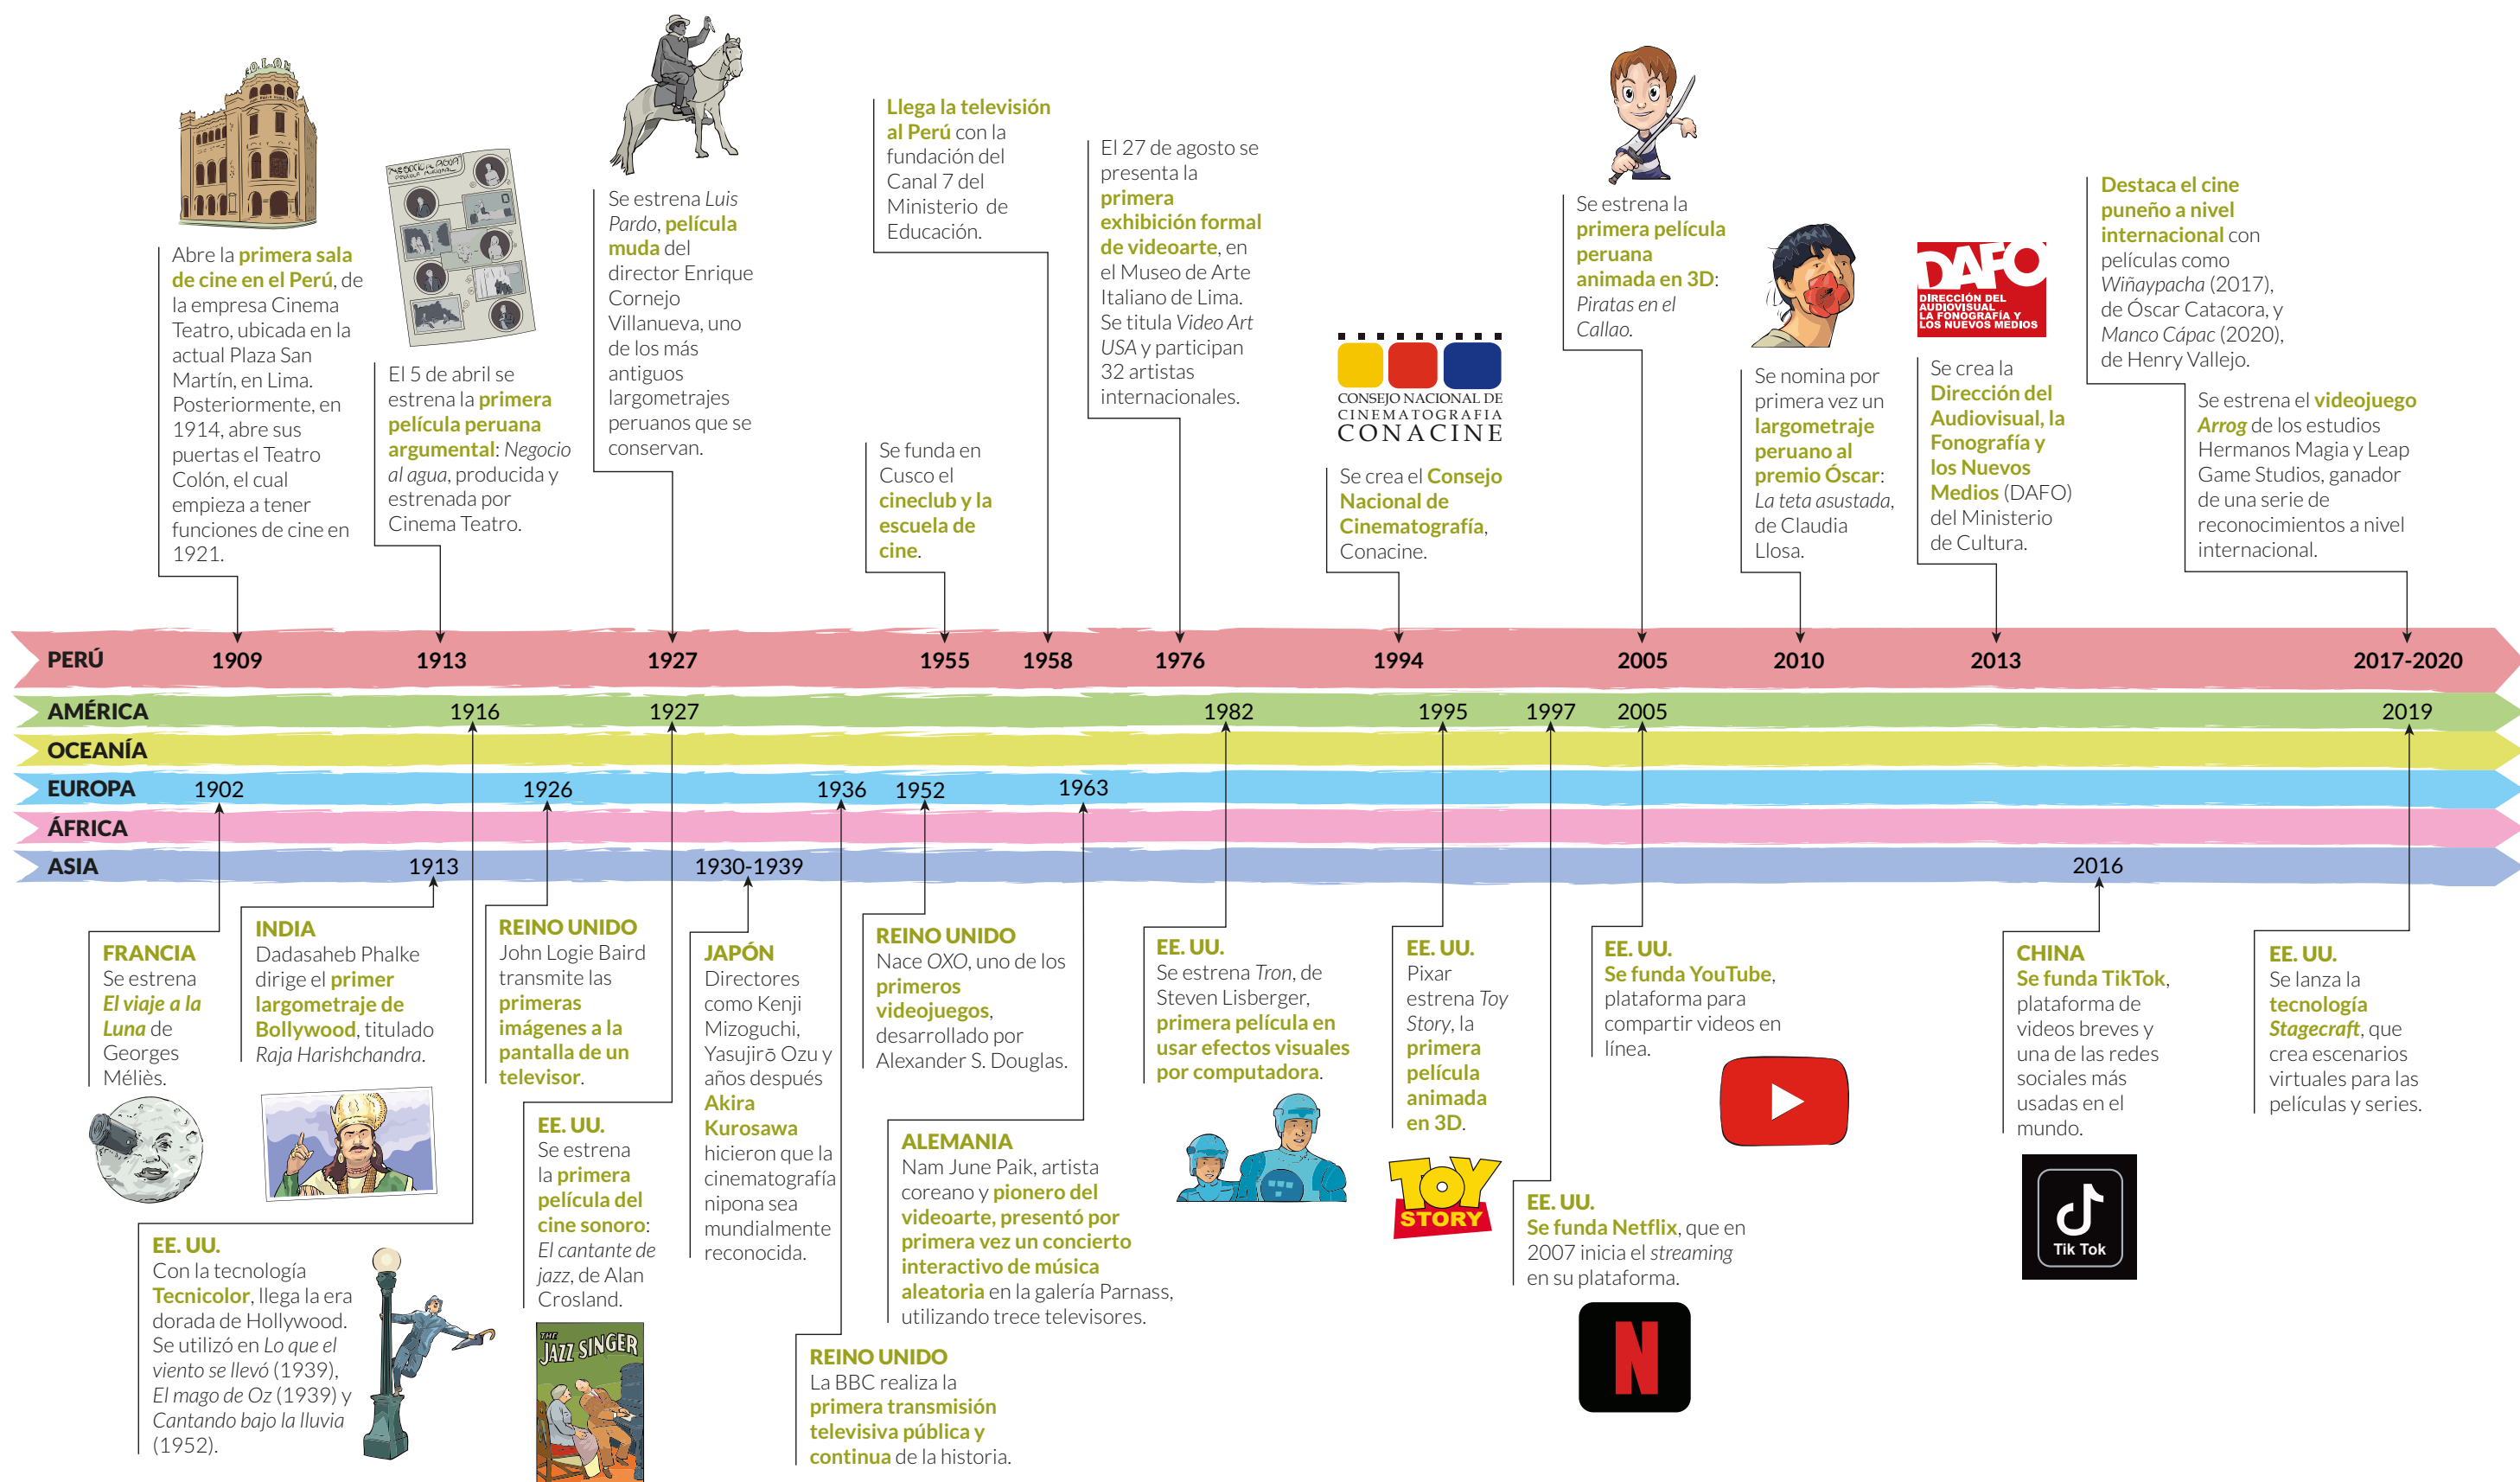 COLON
Abre la primera sala
de cine en el Perú, de
la empresa Cinema
Teatro, ubicada en la
actual Plaza San
Martín, en Lima.
Posteriormente, en
1914, abre sus
puertas el Teatro
Colón, el cual
empieza a tener
funciones de cine en
1921.
NEGOCIO AL AGUA
El 5 de abril se
estrena la primera
película peruana
argumental: Negocio
al agua, producida y
estrenada por
Cinema Teatro.
Se estrena Luis
Pardo, película
muda del
director Enrique
Cornejo
Villanueva, uno
de los más
antiguos
largometrajes
peruanos que se
conservan.
Se funda en
Cusco el
cineclub y la
escuela de
cine.
Llega la televisión
al Perú con la
fundación del
Canal 7 del
Ministerio de
Educación.
El 27 de agosto se
presenta la
primera
exhibición formal
de videoarte, en
el Museo de Arte
Italiano de Lima.
Se titula Video Art
USA y participan
32 artistas
internacionales.
CONSEJO NACIONAL DE
CINEMATOGRAFIA
CONACINE
Se crea el Consejo
Nacional de
Cinematografía,
Conacine.
Se estrena la
primera película
peruana
animada en 3D:
Piratas en el
Callao.
Se nomina por
primera vez un
largometraje
peruano al
premio Óscar:
La teta asustada,
de Claudia
Llosa.
DAFO
DIRECCIÓN DEL
AUDIOVISUAL
LA FONOGRAFÍA Y
LOS NUEVOS MEDIOS
Se crea la
Dirección del
Audiovisual, la
Fonografía y
los Nuevos
Medios (DAFO)
del Ministerio
de Cultura.
Destaca el cine
puneño a nivel
internacional con
películas como
Wiñaypacha (2017),
de Óscar Catacora, y
Manco Cápac (2020),
de Henry Vallejo.
Se estrena el videojuego
Arrog de los estudios
Hermanos Magia y Leap
Game Studios, ganador
de una serie de
reconocimientos a nivel
internacional.
PERÚ 1909 1913 1927 1955 1958 1976 1994 2005 2010 2013 2017-2020
AMÉRICA 1916 1927 1982 1995 1997 2005 2019
OCEANÍA
EUROPA 1902 1926 1936 1952 1963
ÁFRICA
ASIA 1913 1930-1939 2016
FRANCIA
Se estrena
El viaje a la
Luna de
Georges
Méliès.
INDIA
Dadasaheb Phalke
dirige el primer
largometraje de
Bollywood, titulado
Raja Harishchandra.
EE. UU.
Con la tecnología
Tecnicolor, llega la era
dorada de Hollywood.
Se utilizó en Lo que el
viento se llevó (1939),
El mago de Oz (1939) y
Cantando bajo la lluvia
(1952).
REINO UNIDO
John Logie Baird
transmite las
primeras
imágenes a la
pantalla de un
televisor.
EE. UU.
Se estrena
la primera
película del
cine sonoro:
El cantante de
jazz, de Alan
Crosland.
THE
JAZZ SINGER
JAPÓN
Directores
como Kenji
Mizoguchi,
Yasujirō Ozu y
años después
Akira
Kurosawa
hicieron que la
cinematografía
nipona sea
mundialmente
reconocida.
REINO UNIDO
La BBC realiza la
primera transmisión
televisiva pública y
continua de la historia.
REINO UNIDO
Nace OXO, uno de los
primeros
videojuegos,
desarrollado por
Alexander S. Douglas.
ALEMANIA
Nam June Paik, artista
coreano y pionero del
videoarte, presentó por
primera vez un concierto
interactivo de música
aleatoria en la galería Parnass,
utilizando trece televisores.
EE. UU.
Se estrena Tron, de
Steven Lisberger,
primera película en
usar efectos visuales
por computadora.
EE. UU.
Pixar
estrena Toy
Story, la
primera
película
animada
en 3D.
TOY
STORY
EE. UU.
Se funda Netflix, que en
2007 inicia el streaming
en su plataforma.
N
EE. UU.
Se funda YouTube,
plataforma para
compartir videos en
línea.
CHINA
Se funda TikTok,
plataforma de
videos breves y
una de las redes
sociales más
usadas en el
mundo.
Tik Tok
EE. UU.
Se lanza la
tecnología
Stagecraft, que
crea escenarios
virtuales para las
películas y series.